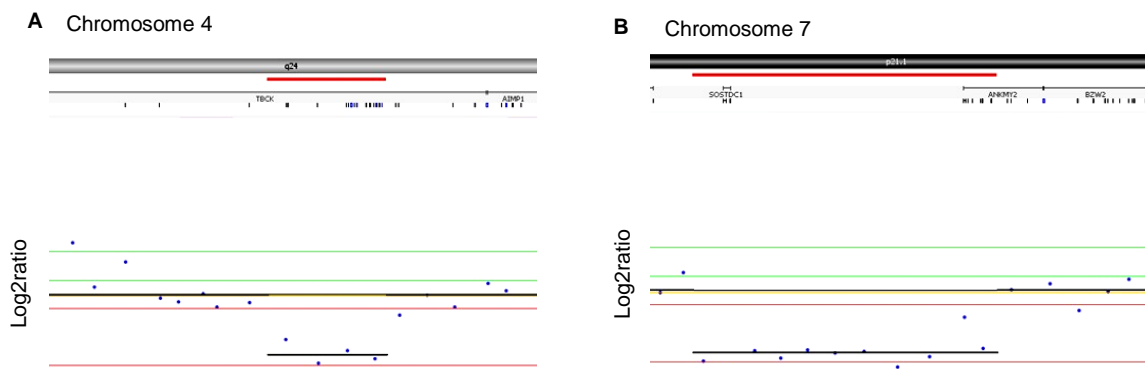 A Chromosome 4
q24
TBCK
AIMP1
Log2ratio
B Chromosome 7
p21.1
SOSTDC1
ANKMY2
BZW2
Log2ratio